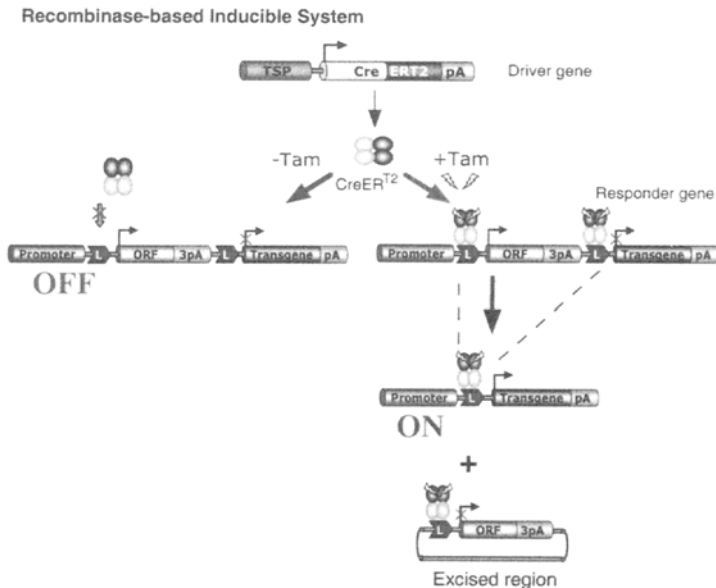 Recombinase-based Inducible System
TSP Cre ERT2 pA Driver gene
-Tam +Tam
CreER^T2
Responder gene
Promoter L ORF 3pA L Transgene pA
Promoter L ORF 3pA L Transgene pA
OFF
Promoter L Transgene pA
ON
+
L ORF 3pA
Excised region